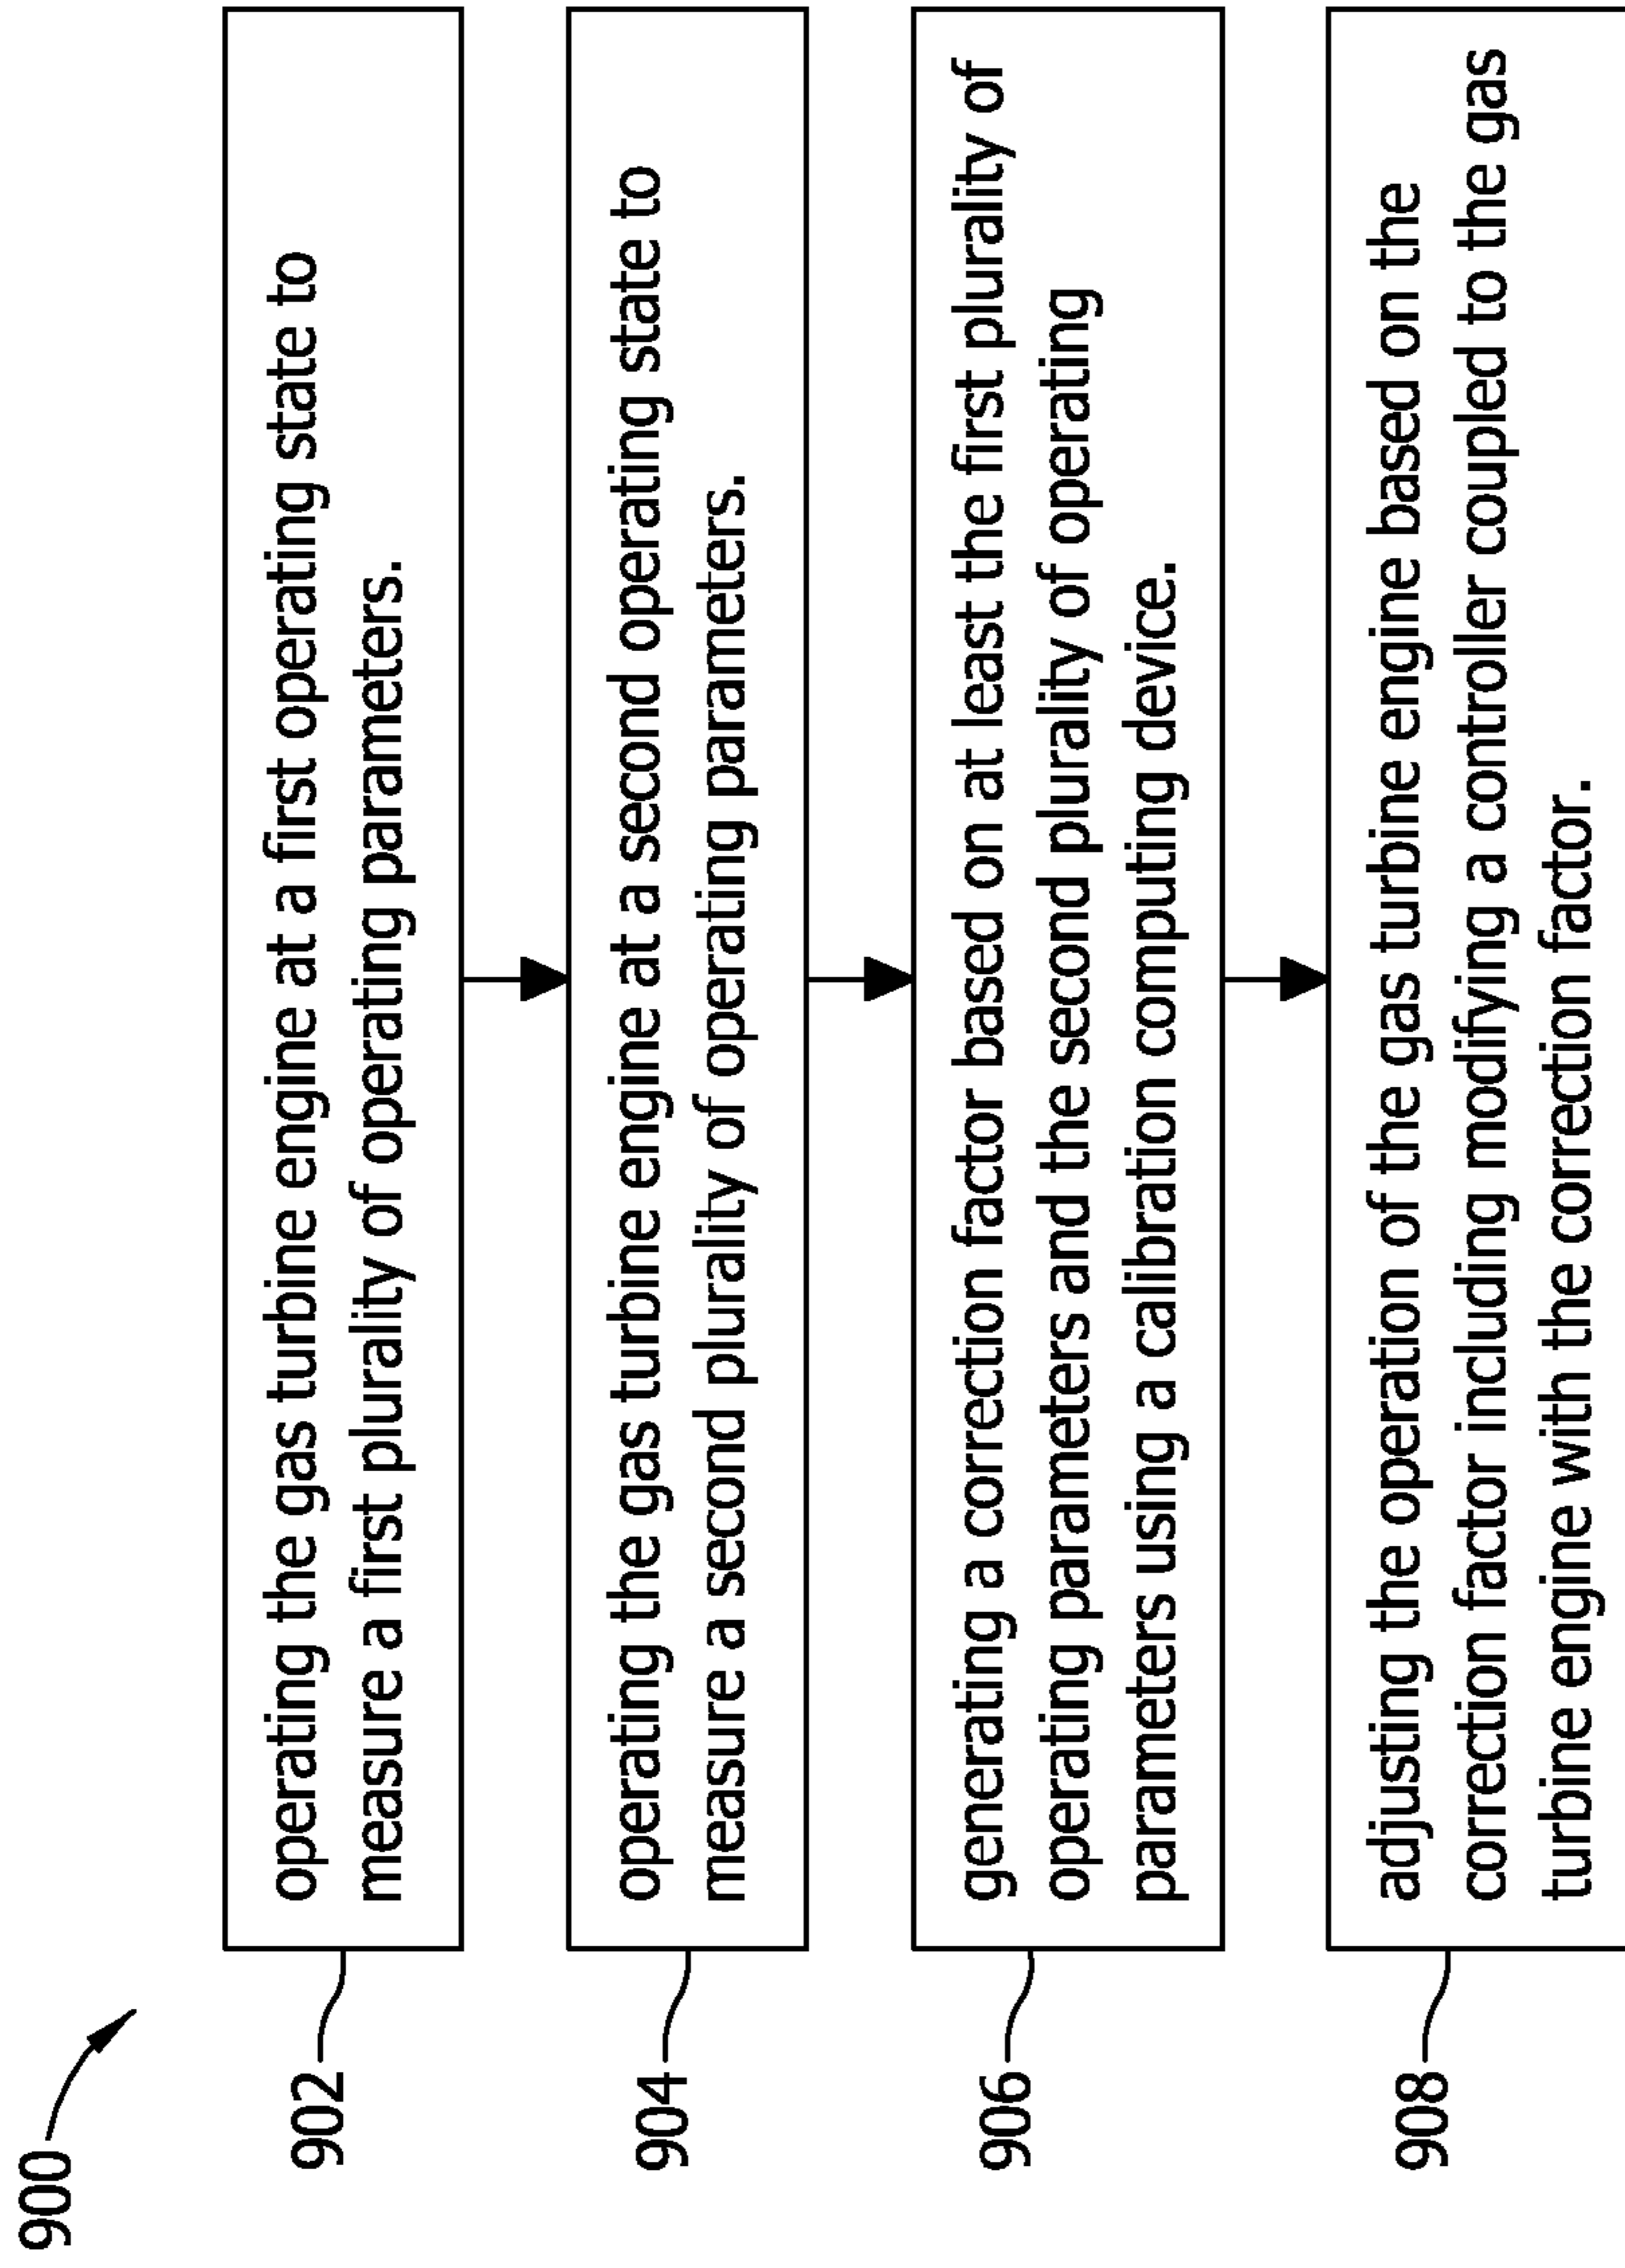 900
902
operating the gas turbine engine at a first operating state to
measure a first plurality of operating parameters.
904
operating the gas turbine engine at a second operating state to
measure a second plurality of operating parameters.
906
generating a correction factor based on at least the first plurality of
operating parameters and the second plurality of operating
parameters using a calibration computing device.
908
adjusting the operation of the gas turbine engine based on the
correction factor including modifying a controller coupled to the gas
turbine engine with the correction factor.